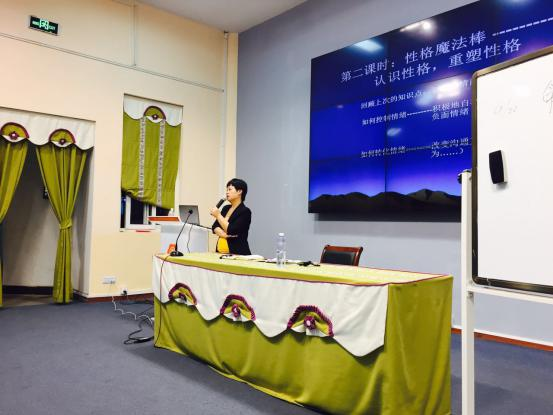 第二课时：性格魔法棒----------
认识性格，重塑性格
回顾上次的知识点
如何控制情绪--------积极地自
负面情绪
如何转化情绪------改变沟通
为……）